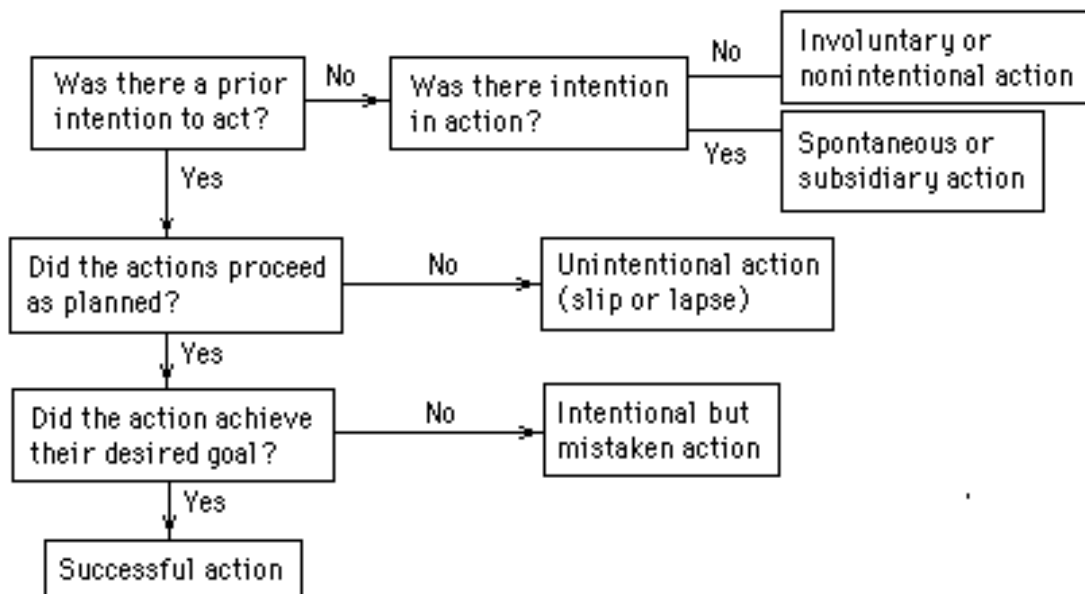 Was there a prior
intention to act?
No
Was there intention
in action?
No
Involuntary or
nonintentional action
Yes
Spontaneous or
subsidiary action
Yes
Did the actions proceed
as planned?
No
Unintentional action
(slip or lapse)
Yes
Did the action achieve
their desired goal?
No
Intentional but
mistaken action
Yes
Successful action